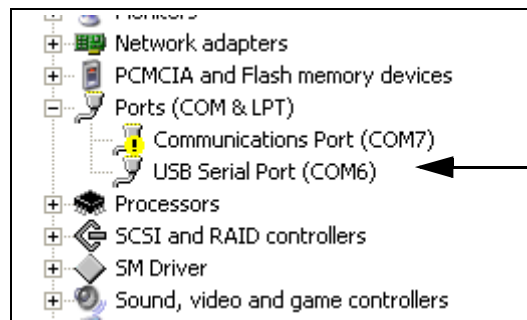 Monitors
Network adapters
PCMCIA and Flash memory devices
Ports (COM & LPT)
Communications Port (COM7)
USB Serial Port (COM6)
Processors
SCSI and RAID controllers
SM Driver
Sound, video and game controllers